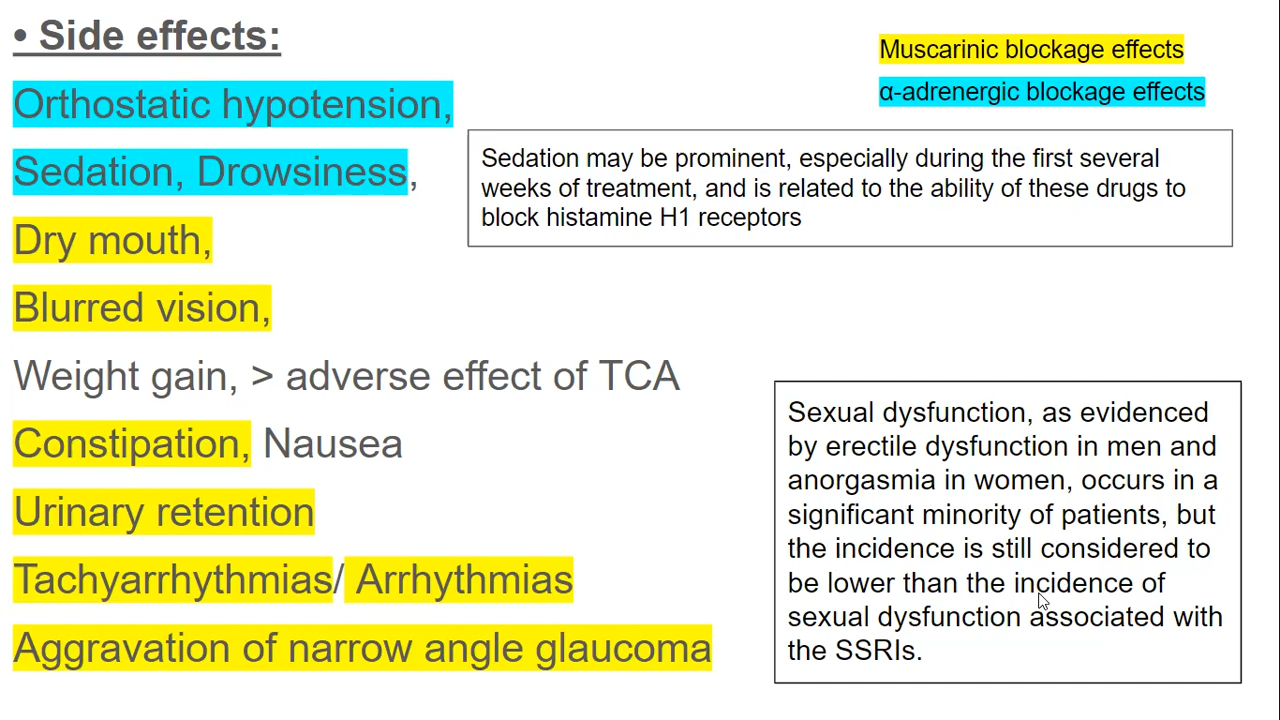 • Side effects:
Muscarinic blockage effects
α-adrenergic blockage effects
Orthostatic hypotension,
Sedation, Drowsiness,
Sedation may be prominent, especially during the first several
weeks of treatment, and is related to the ability of these drugs to
block histamine H1 receptors
Dry mouth,
Blurred vision,
Weight gain, > adverse effect of TCA
Constipation, Nausea
Urinary retention
Tachyarrhythmias/ Arrhythmias
Aggravation of narrow angle glaucoma
Sexual dysfunction, as evidenced
by erectile dysfunction in men and
anorgasmia in women, occurs in a
significant minority of patients, but
the incidence is still considered to
be lower than the incidence of
sexual dysfunction associated with
the SSRIs.